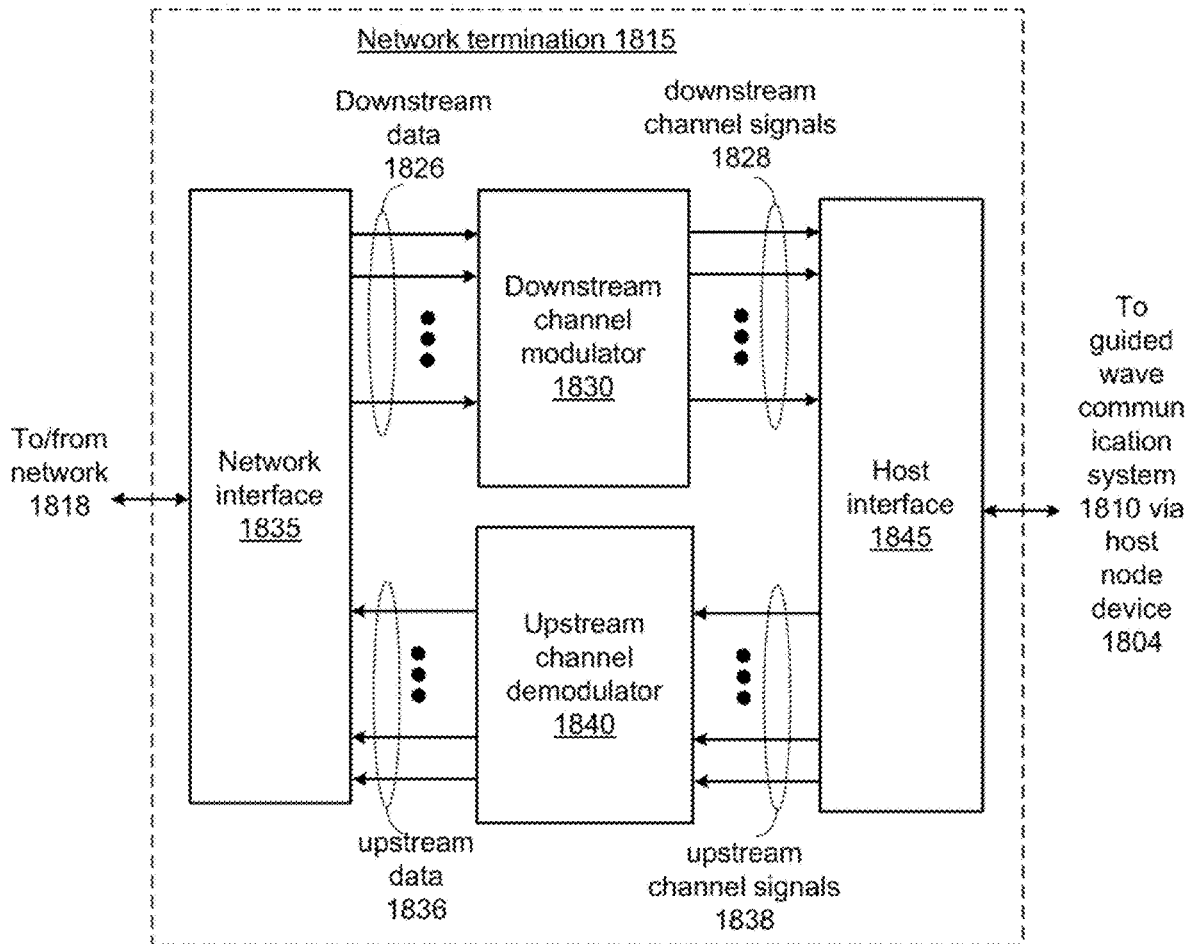 Network termination 1815
Downstream
data
1826
downstream
channel signals
1828
Downstream
channel
modulator
1830
To/from
network
1818
Network
interface
1835
Host
interface
1845
To
guided
wave
commun
ication
system
1810 via
host
node
device
1804
Upstream
channel
demodulator
1840
upstream
data
1836
upstream
channel signals
1838